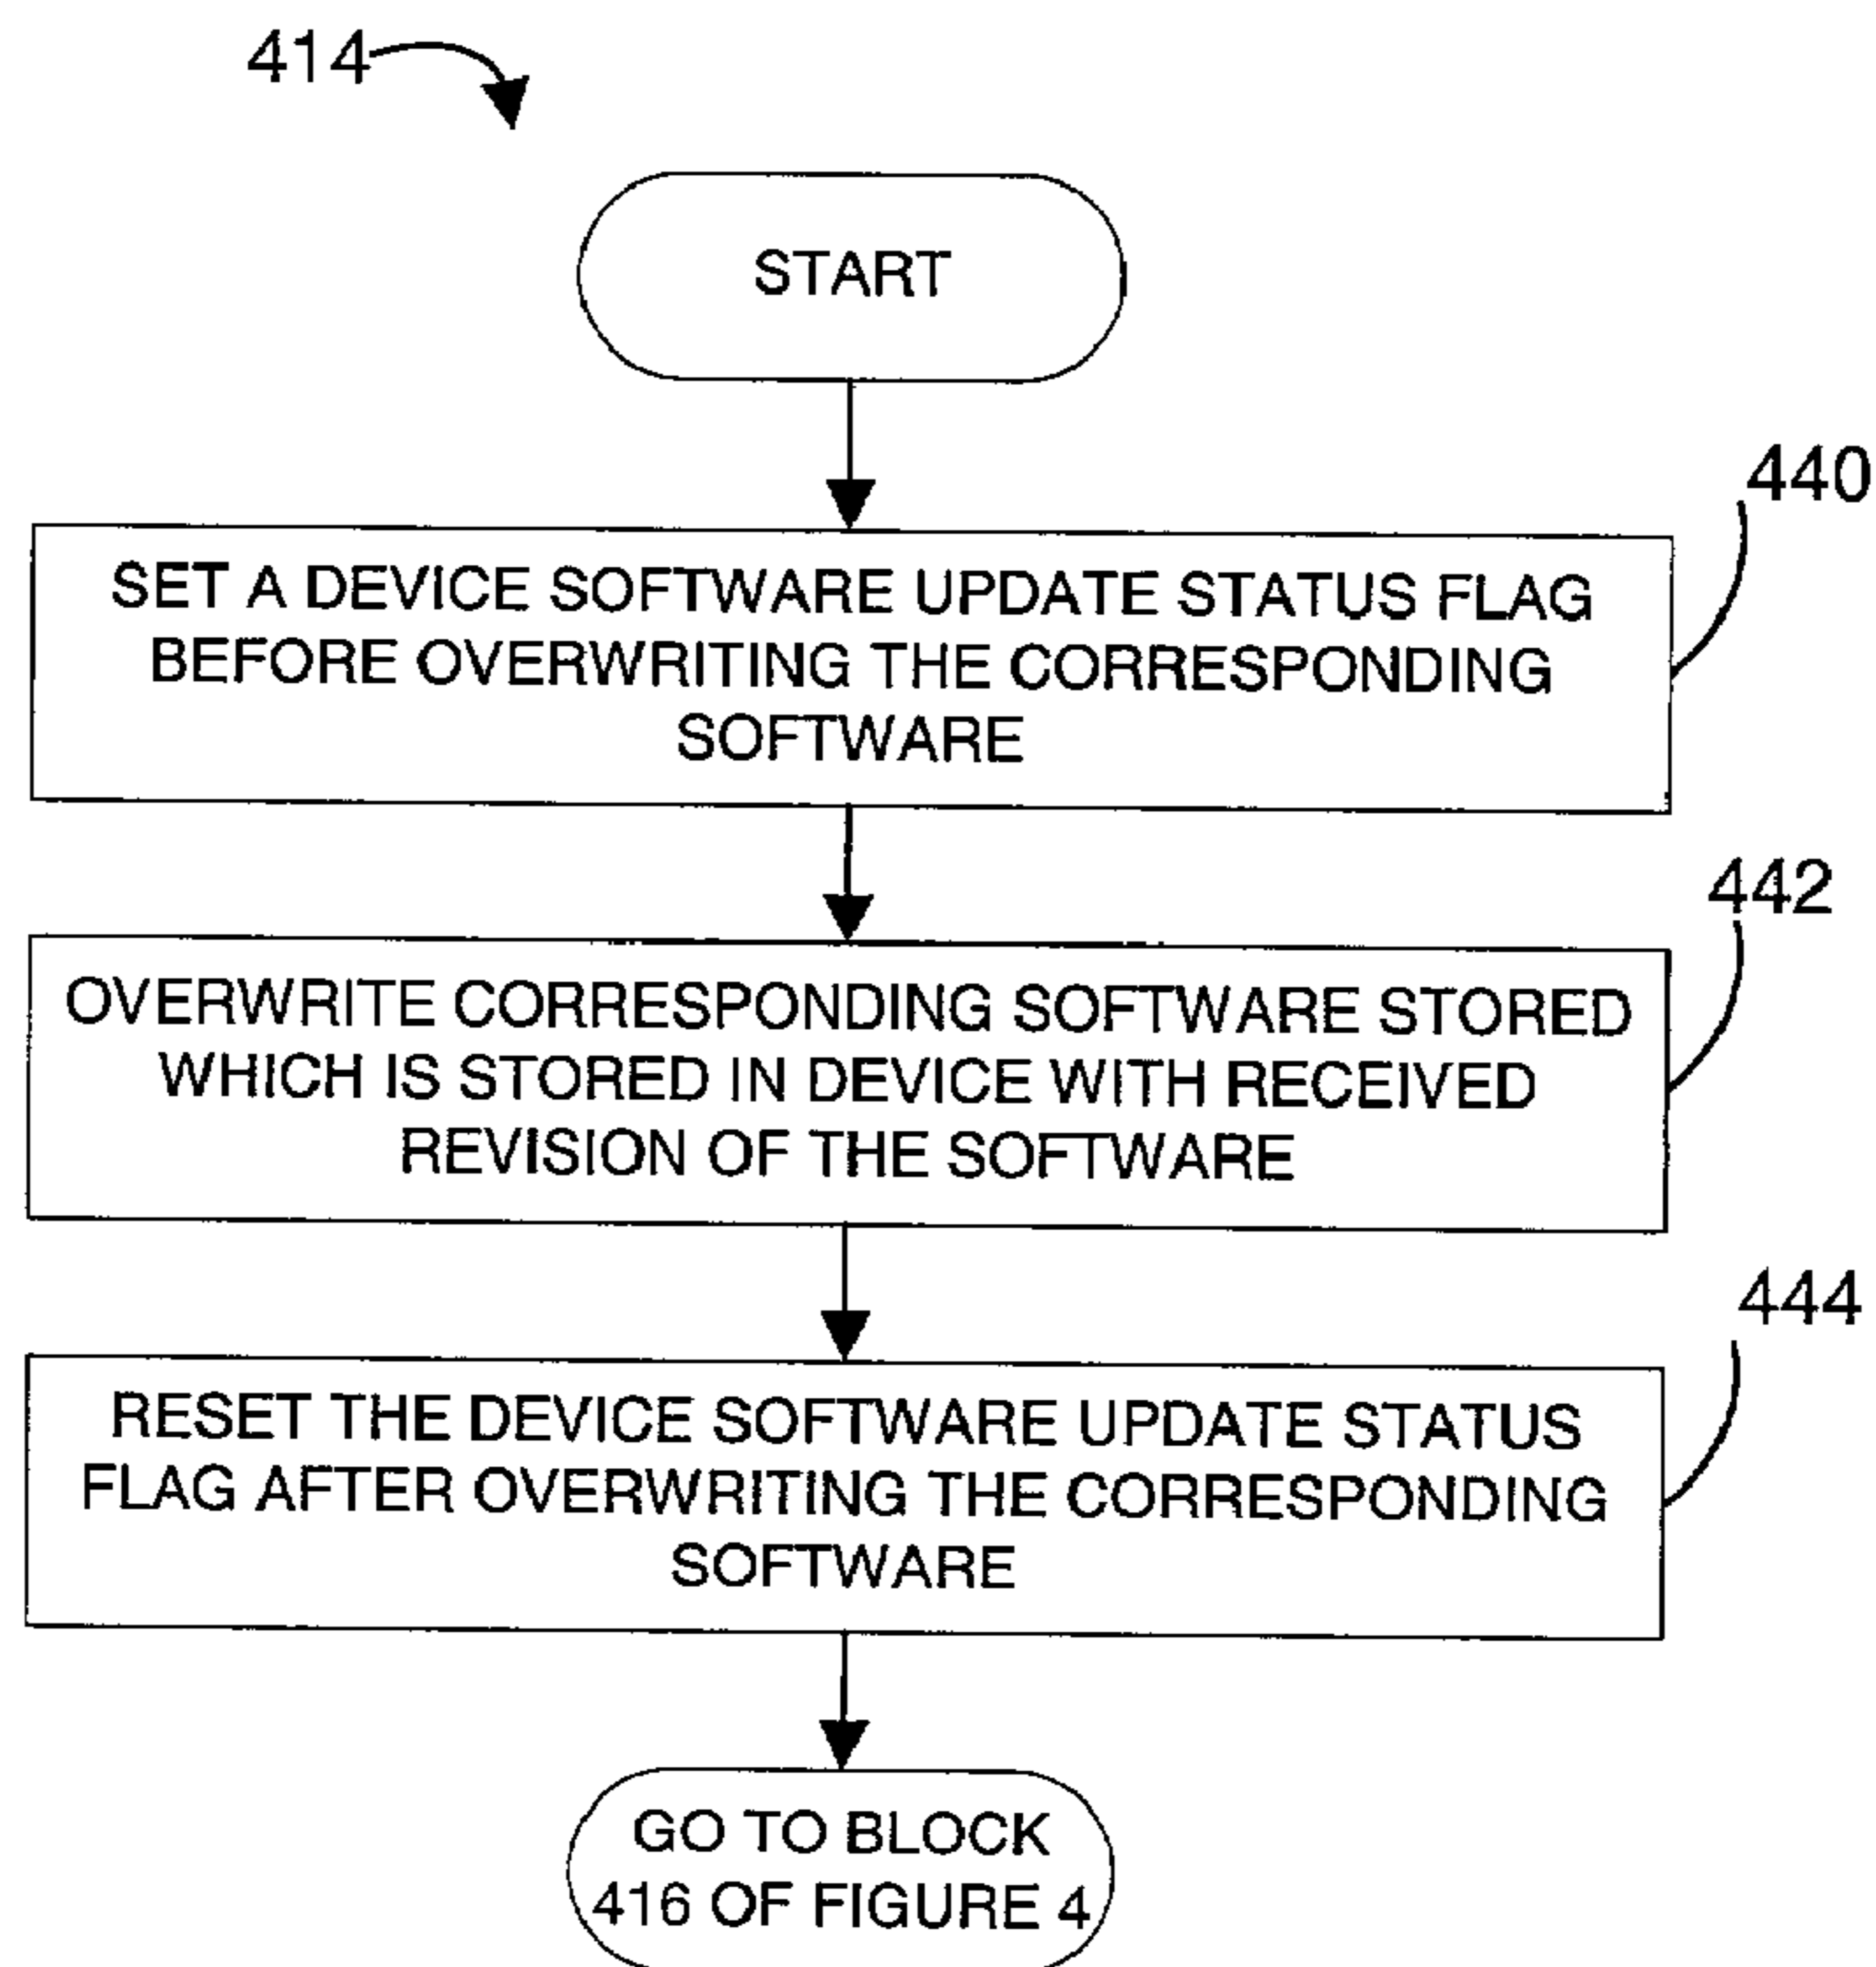 414
START
440
SET A DEVICE SOFTWARE UPDATE STATUS FLAG
BEFORE OVERWRITING THE CORRESPONDING
SOFTWARE
442
OVERWRITE CORRESPONDING SOFTWARE STORED
WHICH IS STORED IN DEVICE WITH RECEIVED
REVISION OF THE SOFTWARE
444
RESET THE DEVICE SOFTWARE UPDATE STATUS
FLAG AFTER OVERWRITING THE CORRESPONDING
SOFTWARE
GO TO BLOCK
416 OF FIGURE 4